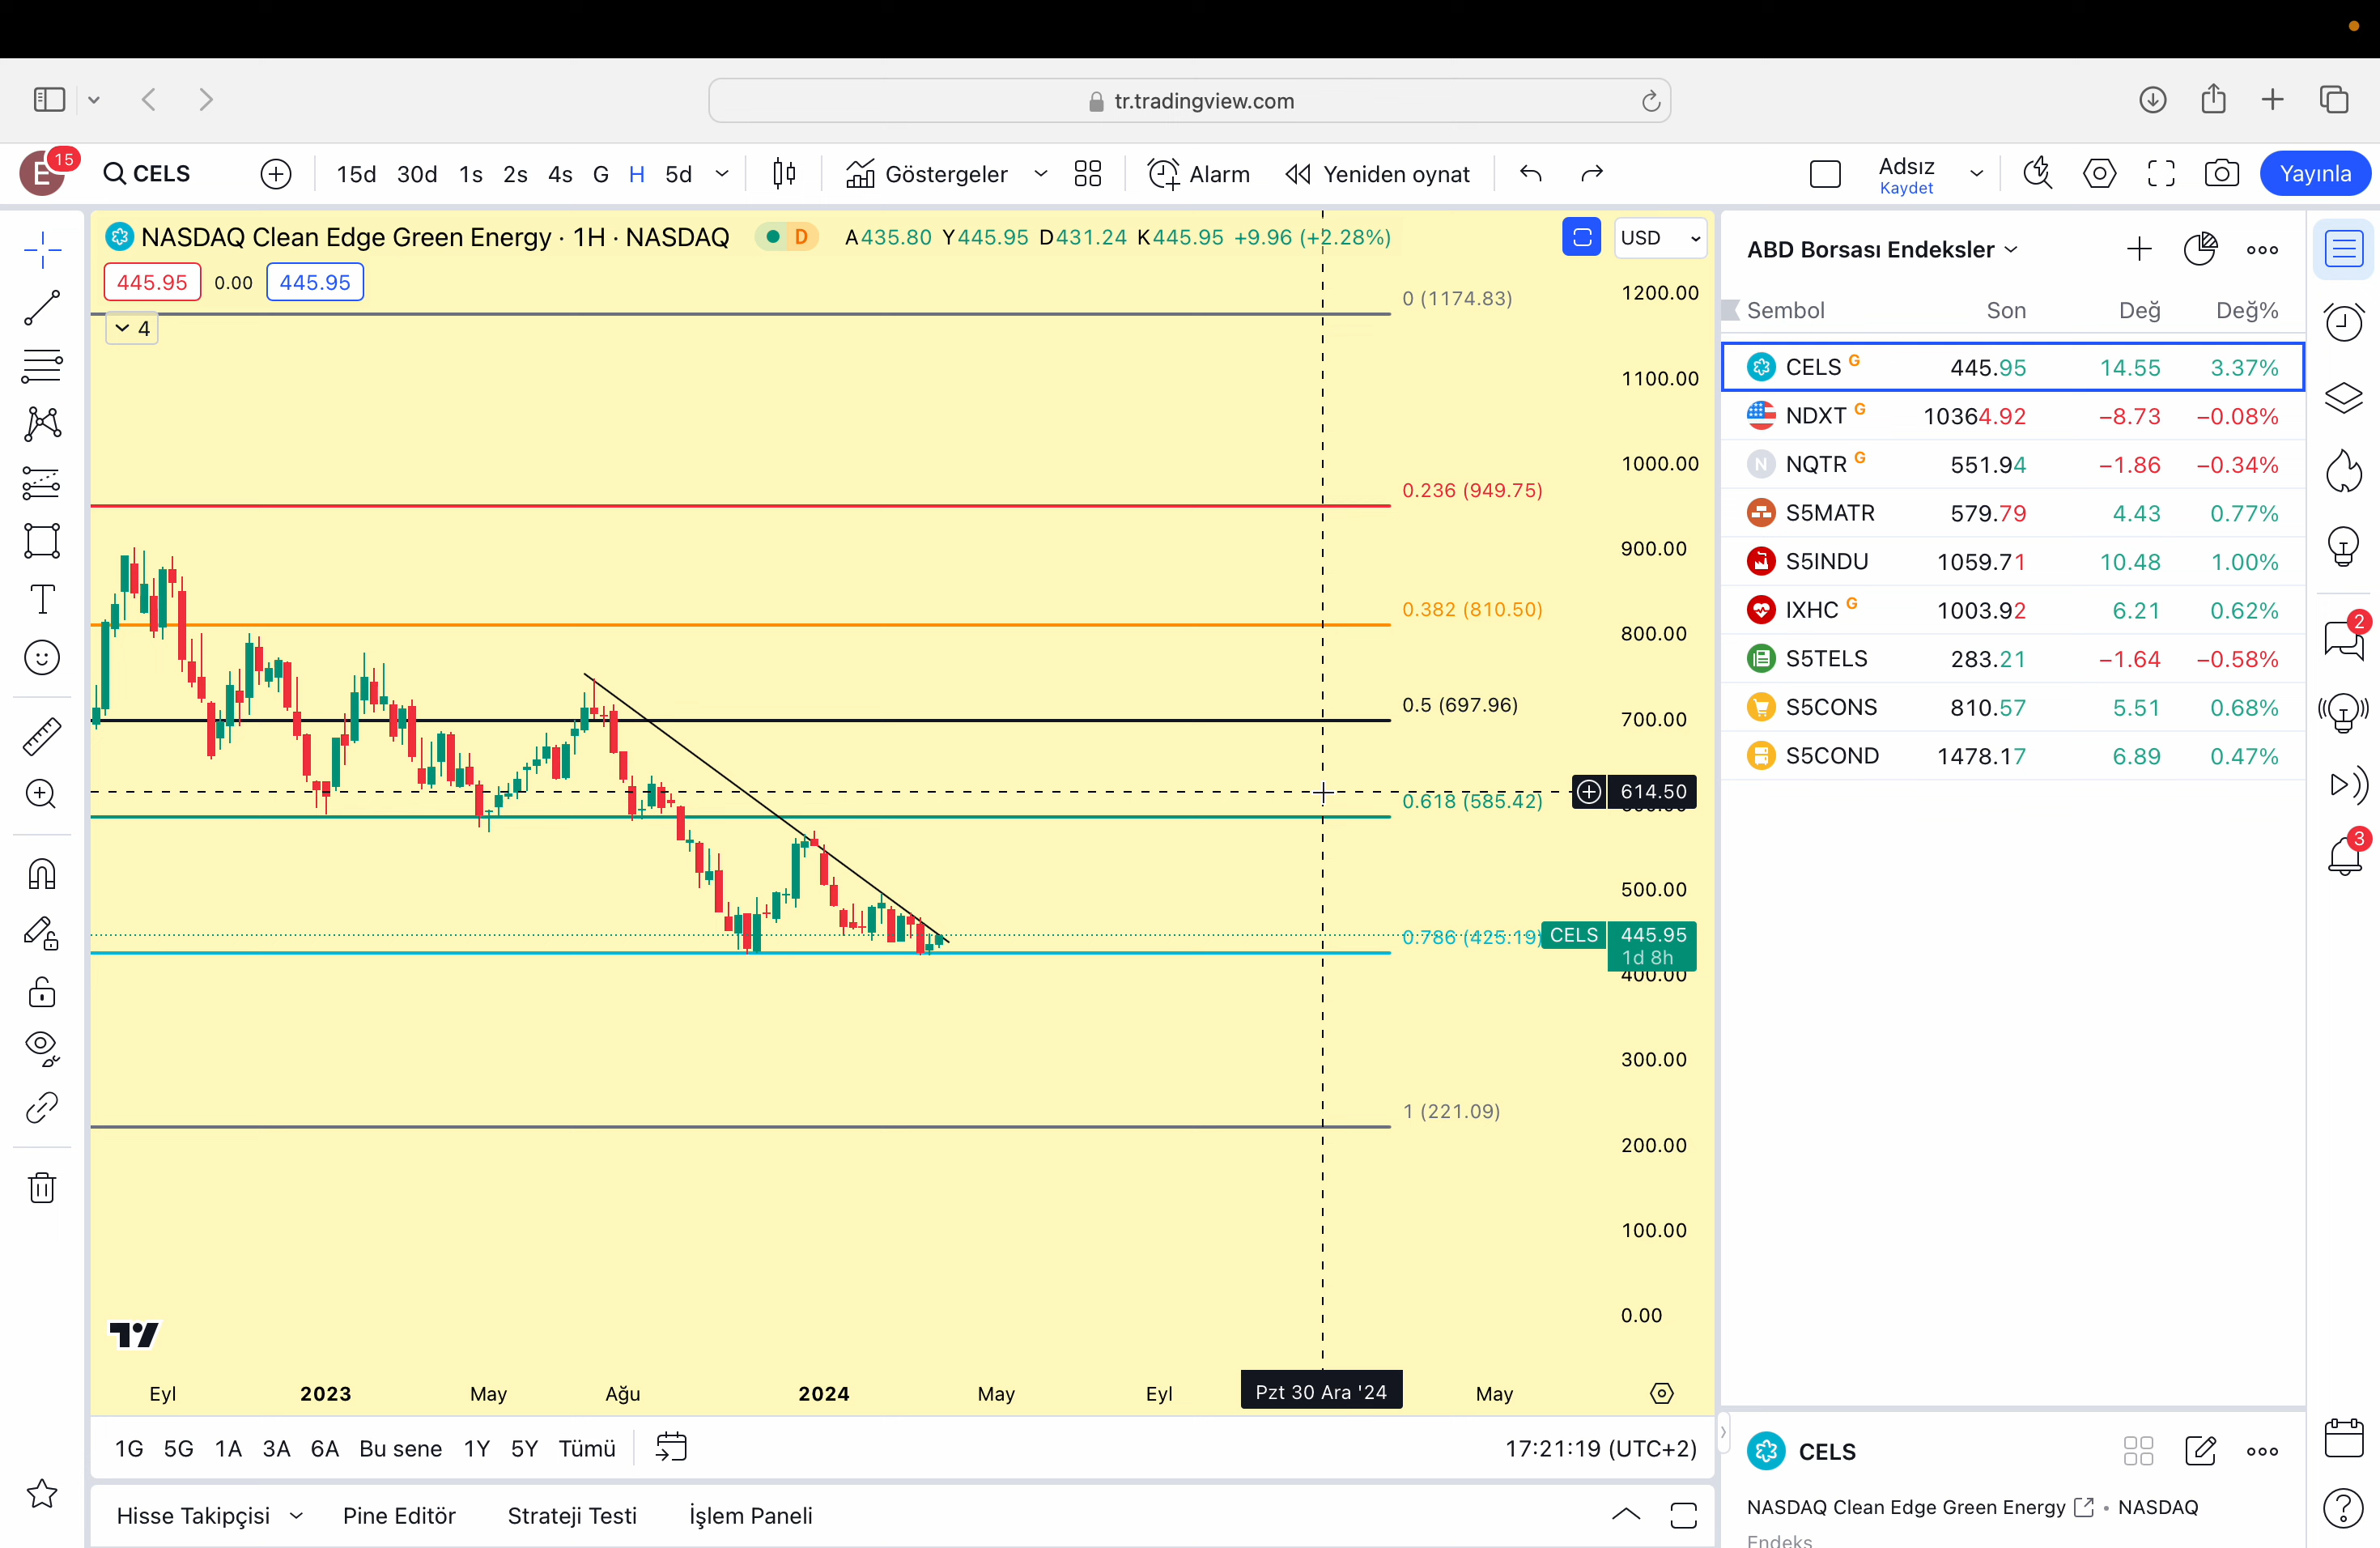 tr.tradingview.com
E 15 CELS 15d 30d 1s 2s 4s G H 5d Göstergeler Alarm Yeniden oynat Adsız Yayınla
Kaydet
NASDAQ Clean Edge Green Energy · 1H · NASDAQ D A435.80 Y445.95 D431.24 K445.95 +9.96 (+2.28%) USD
445.95 0.00 445.95
4
0 (1174.83)
0.236 (949.75)
0.382 (810.50)
0.5 (697.96)
0.618 (585.42)
0.786 (425.19)
1 (221.09)
1200.00
1100.00
1000.00
900.00
800.00
700.00
614.50
500.00
CELS 445.95
1d 8h
400.00
300.00
200.00
100.00
0.00
Eyl 2023 May Ağu 2024 May Eyl Pzt 30 Ara '24 May
1G 5G 1A 3A 6A Bu sene 1Y 5Y Tümü 17:21:19 (UTC+2)
Hisse Takipçisi Pine Editör Strateji Testi İşlem Paneli
ABD Borsası Endeksler
Sembol Son Değ Değ%
CELS G 445.95 14.55 3.37%
NDXT G 10364.92 −8.73 −0.08%
N NQTR G 551.94 −1.86 −0.34%
S5MATR 579.79 4.43 0.77%
S5INDU 1059.71 10.48 1.00%
IXHC G 1003.92 6.21 0.62%
S5TELS 283.21 −1.64 −0.58%
S5CONS 810.57 5.51 0.68%
S5COND 1478.17 6.89 0.47%
2
3
CELS
NASDAQ Clean Edge Green Energy • NASDAQ
Endeks